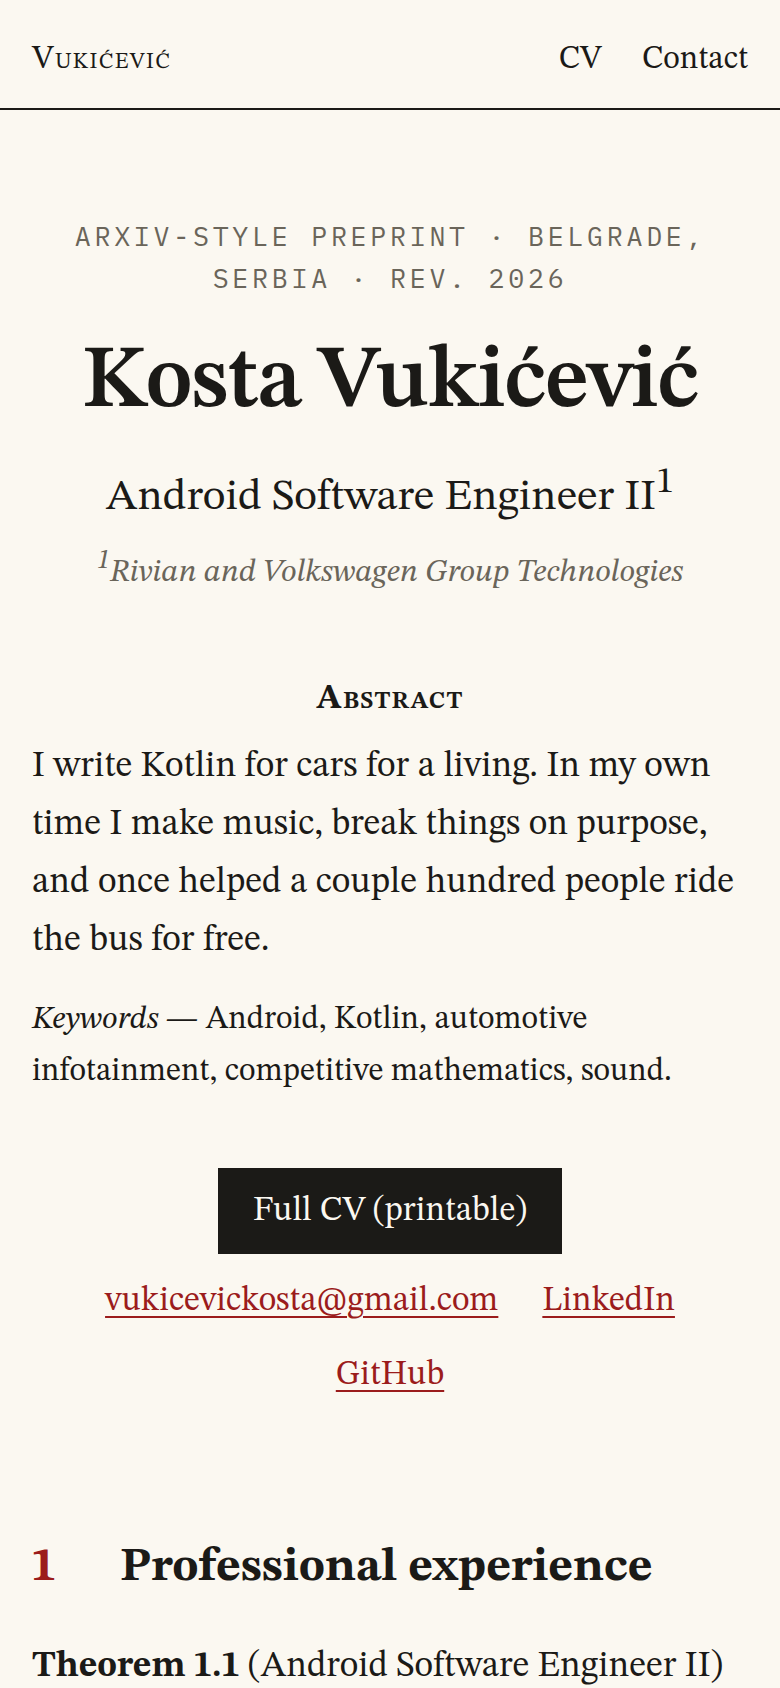 Vukićević CV Contact
ARXIV-STYLE PREPRINT · BELGRADE,
SERBIA · REV. 2026
Kosta Vukićević
Android Software Engineer II1
1Rivian and Volkswagen Group Technologies
Abstract
I write Kotlin for cars for a living. In my own
time I make music, break things on purpose,
and once helped a couple hundred people ride
the bus for free.
Keywords — Android, Kotlin, automotive
infotainment, competitive mathematics, sound.
Full CV (printable)
vukicevickosta@gmail.com LinkedIn
GitHub
1 Professional experience
Theorem 1.1 (Android Software Engineer II)